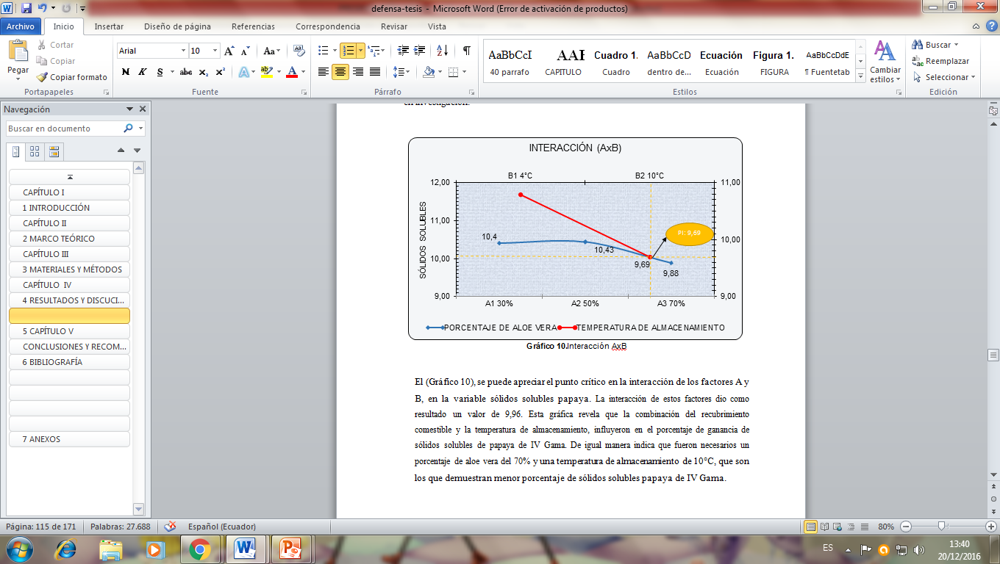 defensa-tesis - Microsoft Word (Error de activación de productos)
Archivo Inicio Insertar Diseño de página Referencias Correspondencia Revisar Vista
Pegar
Cortar
Copiar
Copiar formato
Portapapeles
Arial 10
N K S abc x₂ x²
Fuente
Párrafo
AaBbCcI AAI Cuadro 1. AaBbCcD Ecuación Figura 1. AaBbCcDdE
40 parrafo CAPITULO Cuadro dentro de... Ecuación FIGURA ¶ Fuentetab
Estilos
Cambiar
estilos
Buscar
Reemplazar
Seleccionar
Edición
Navegación
Buscar en documento
CAPÍTULO I
1 INTRODUCCIÓN
CAPÍTULO II
2 MARCO TEÓRICO
CAPÍTULO III
3 MATERIALES Y MÉTODOS
CAPÍTULO IV
4 RESULTADOS Y DISCUCI...
5 CAPÍTULO V
CONCLUSIONES Y RECOM...
6 BIBLIOGRAFÍA
7 ANEXOS
en investigación.
INTERACCIÓN (AxB)
B1 4°C B2 10°C
12,00 11,00
11,00 10,00
10,00
9,00 9,00
SÓLIDOS SOLUBLES
10,4
10,43
9,69
9,88
PI: 9,69
A1 30% A2 50% A3 70%
PORCENTAJE DE ALOE VERA TEMPERATURA DE ALMACENAMIENTO
Gráfico 10.Interacción AxB
El (Gráfico 10), se puede apreciar el punto crítico en la interacción de los factores A y
B, en la variable sólidos solubles papaya. La interacción de estos factores dio como
resultado un valor de 9,96. Esta gráfica revela que la combinación del recubrimiento
comestible y la temperatura de almacenamiento, influyeron en el porcentaje de ganancia de
sólidos solubles de papaya de IV Gama. De igual manera indica que fueron necesarios un
porcentaje de aloe vera del 70% y una temperatura de almacenamiento de 10°C, que son
los que demuestran menor porcentaje de sólidos solubles papaya de IV Gama.
Página: 115 de 171 Palabras: 27.688 Español (Ecuador) 80%
ES 13:40
20/12/2016